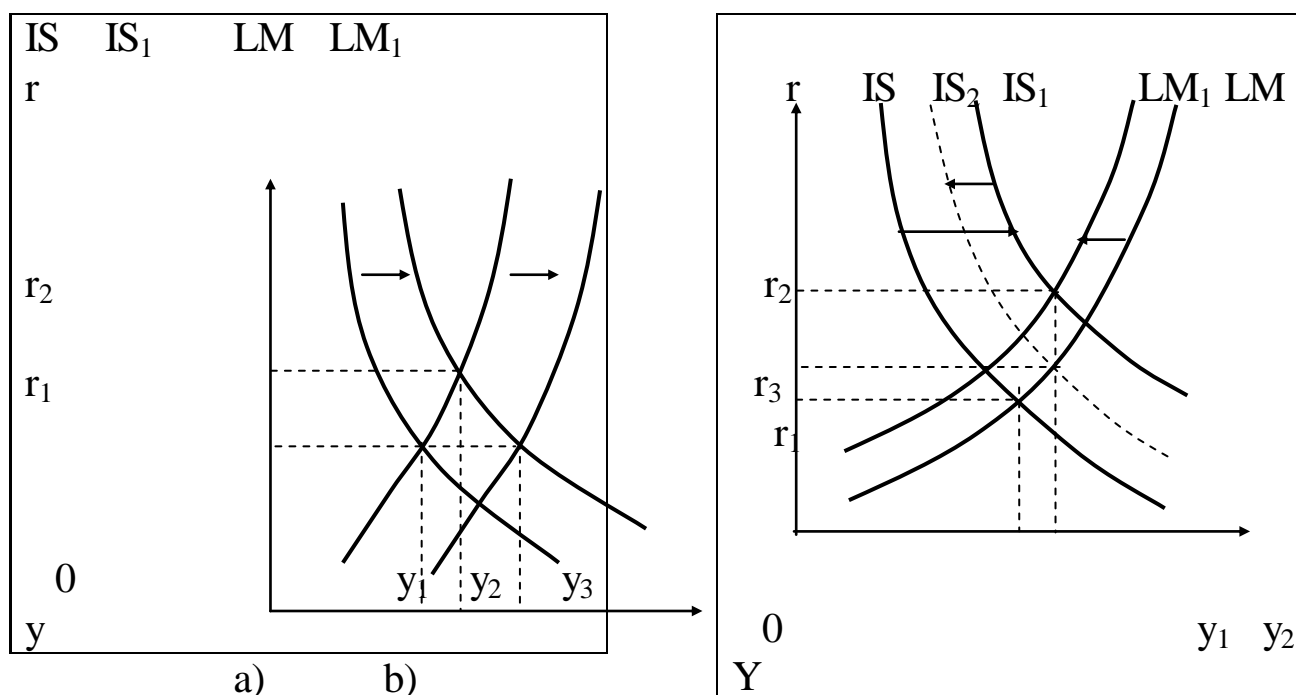 IS IS₁ LM LM₁
r
r₂
r₁
0 y₁ y₂ y₃
y
a) b)
r IS IS₂ IS₁ LM₁ LM
r₂
r₃
r₁
0 y₁ y₂
Y